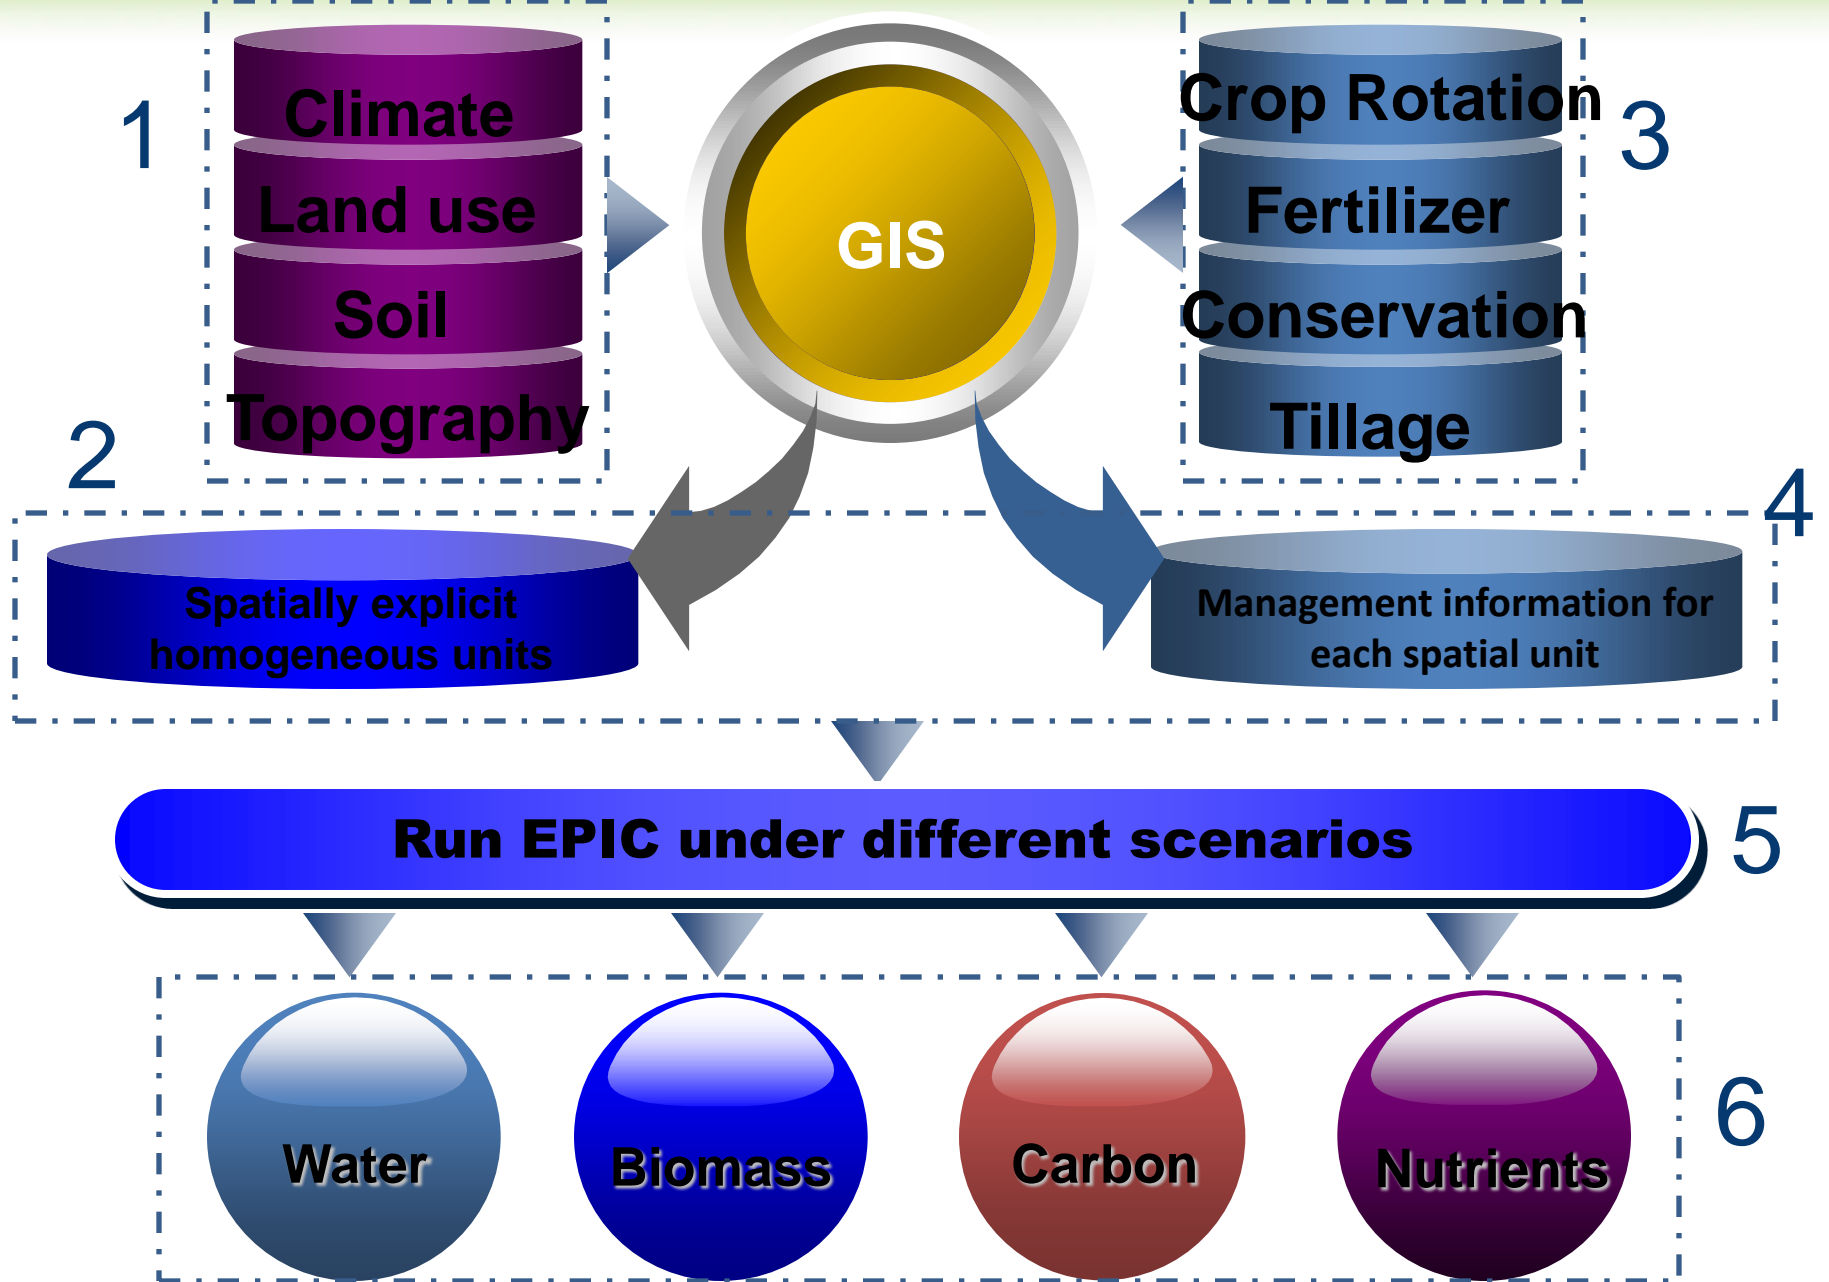 1
Climate
Land use
Soil
Topography
2
GIS
Crop Rotation
Fertilizer
Conservation
Tillage
3
4
Spatially explicit
homogeneous units
Management information for
each spatial unit
Run EPIC under different scenarios
5
Water
Biomass
Carbon
Nutrients
6